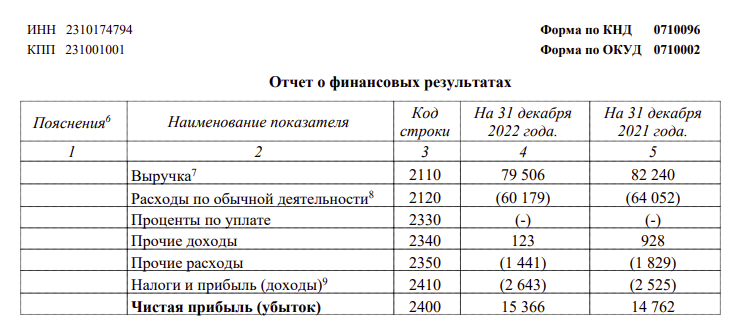 ИНН 2310174794 Форма по КНД 0710096
КПП 231001001 Форма по ОКУД 0710002
Отчет о финансовых результатах
Пояснения6 Наименование показателя Код строки На 31 декабря 2022 года. На 31 декабря 2021 года.
1 2 3 4 5
Выручка7 2110 79 506 82 240
Расходы по обычной деятельности8 2120 (60 179) (64 052)
Проценты по уплате 2330 (-) (-)
Прочие доходы 2340 123 928
Прочие расходы 2350 (1 441) (1 829)
Налоги и прибыль (доходы)9 2410 (2 643) (2 525)
Чистая прибыль (убыток) 2400 15 366 14 762